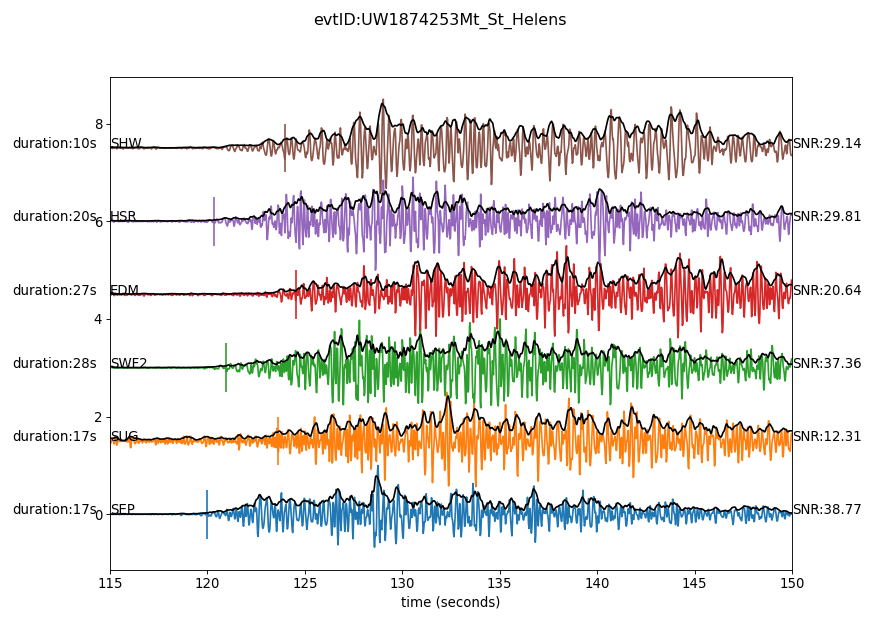 evtID:UW1874253Mt_St_Helens
8
duration:10s SHW SNR:29.14
duration:20s HSR SNR:29.81
6
duration:27s EDM SNR:20.64
4
duration:28s SWF2 SNR:37.36
2
duration:17s SUG SNR:12.31
duration:17s SEP SNR:38.77
0
115 120 125 130 135 140 145 150
time (seconds)